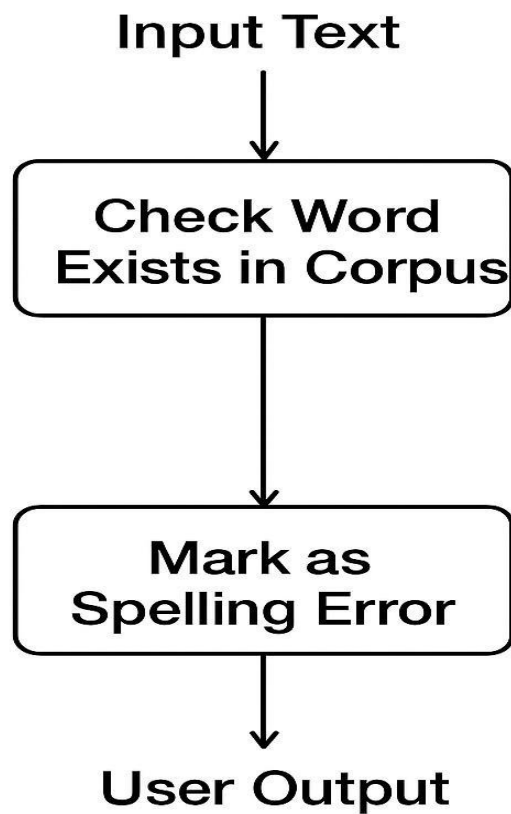 Input Text
Check Word
Exists in Corpus
Mark as
Spelling Error
User Output